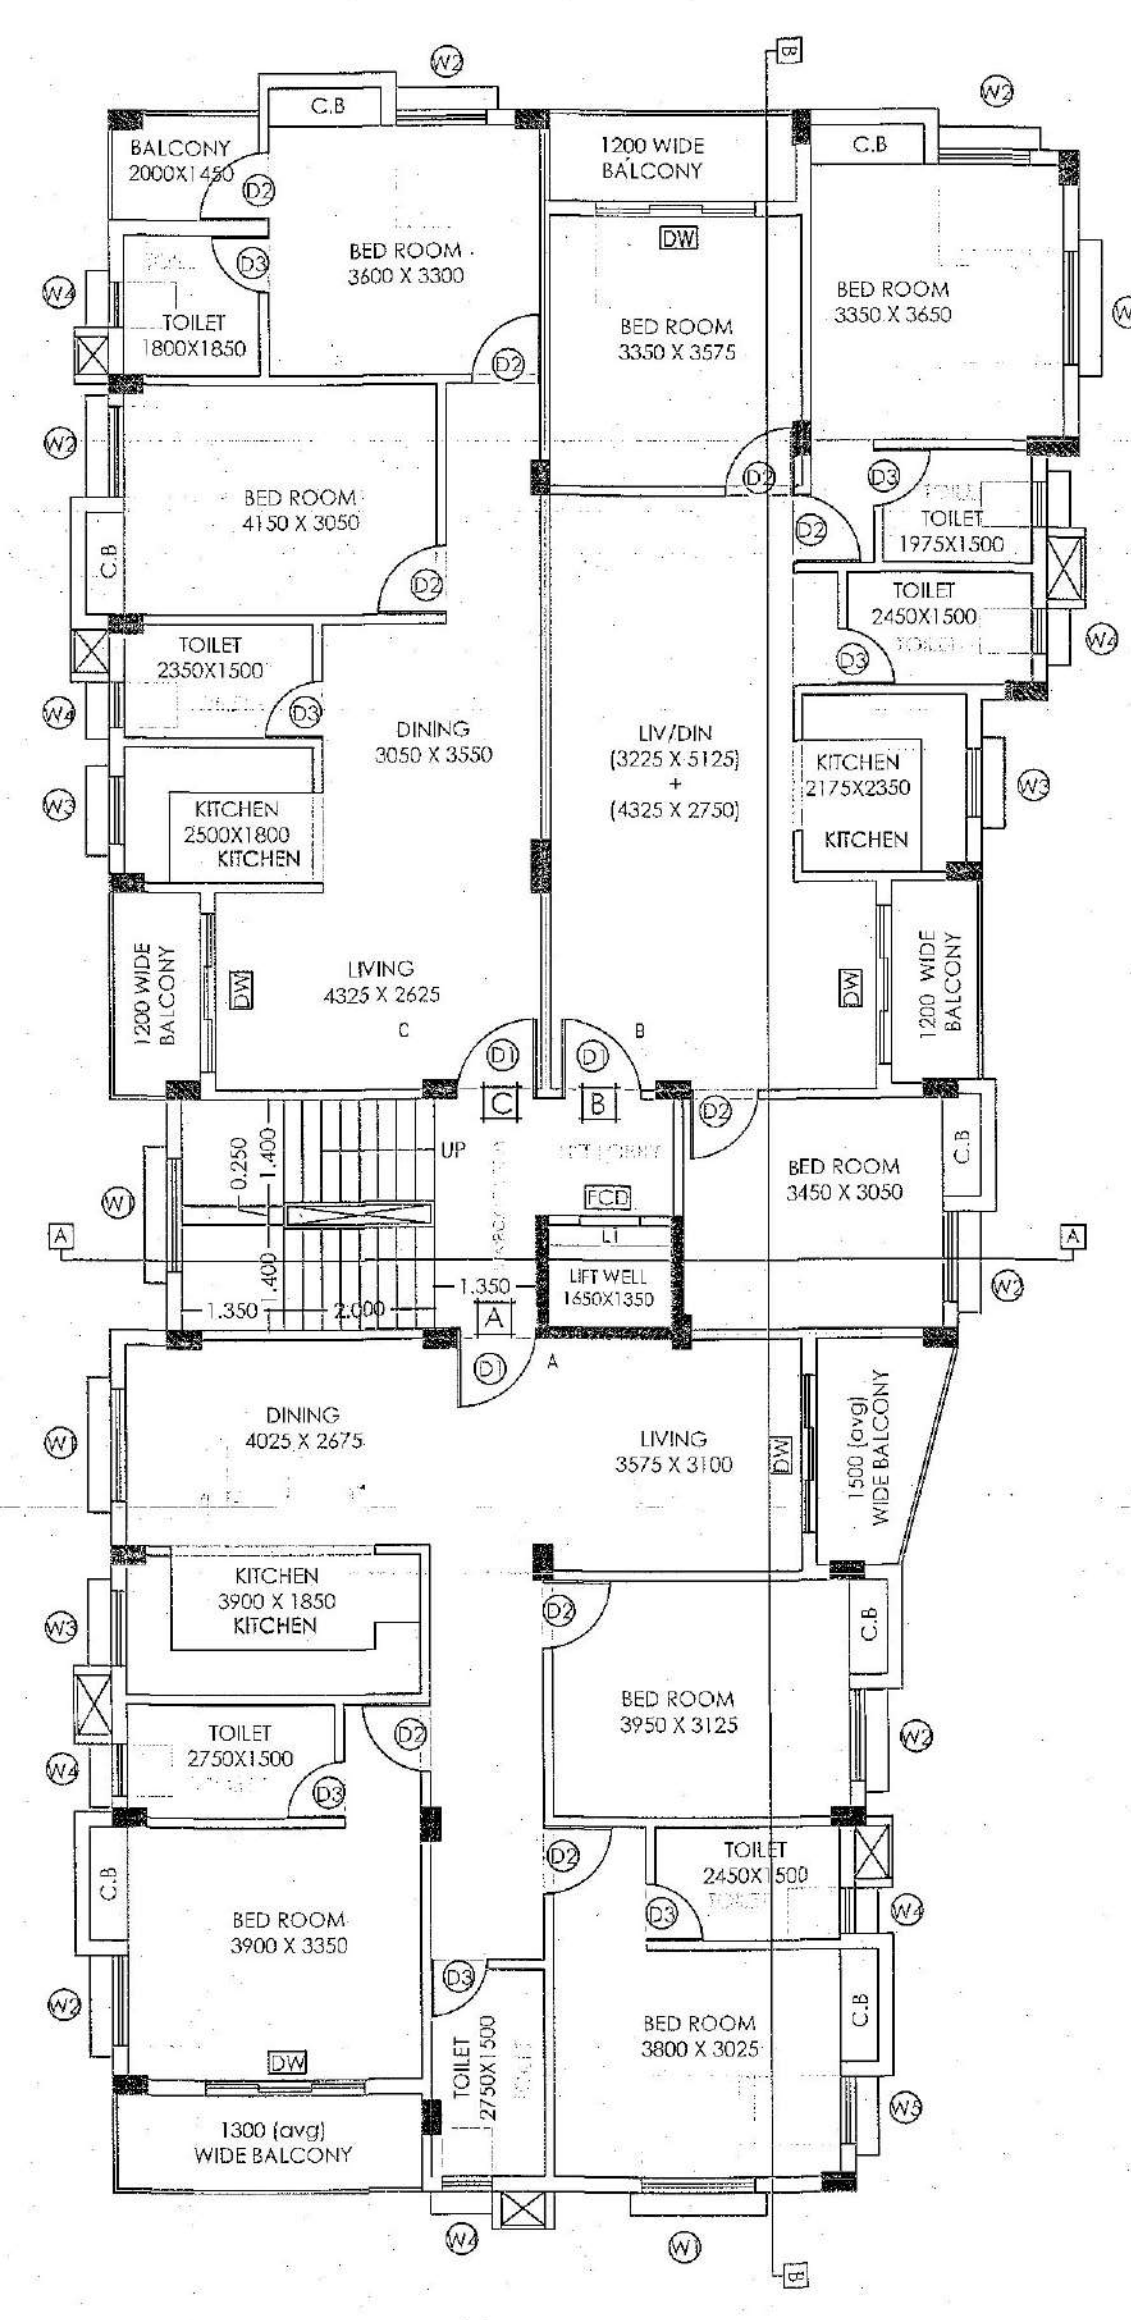 B
W2
W2
C.B
C.B
BALCONY
2000X1450
1200 WIDE
BALCONY
D2
DW
BED ROOM
3600 X 3300
D3
W4
TOILET
1800X1850
BED ROOM
3350 X 3650
BED ROOM
3350 X 3575
D2
W2
D2
D3
BED ROOM
4150 X 3050
TOILET
1975X1500
D2
C.B
D2
TOILET
2450X1500
TOILET
2350X1500
W4
D3
W4
D3
DINING
3050 X 3550
LIV/DIN
(3225 X 5125)
+
(4325 X 2750)
KITCHEN
2175X2350
KITCHEN
W3
W3
KITCHEN
2500X1800
KITCHEN
1200 WIDE
BALCONY
DW
LIVING
4325 X 2625
C
B
DW
1200 WIDE
BALCONY
D1
D1
C
B
D2
UP
LIFT LOBBY
0.250
1.400
C.B
BED ROOM
3450 X 3050
FCD
W1
A
L1
A
LIFT WELL
1650X1350
1.400
1.350
2.000
1.350
W2
A
D1
A
DINING
4025 X 2675
LIVING
3575 X 3100
DW
1500 (avg)
WIDE BALCONY
W1
KITCHEN
3900 X 1850
KITCHEN
D2
C.B
W3
BED ROOM
3950 X 3125
D2
W2
TOILET
2750X1500
W4
D3
D2
TOILET
2450X1500
C.B
D3
W4
BED ROOM
3900 X 3350
D3
W2
C.B
BED ROOM
3800 X 3025
TOILET
2750X1500
DW
W5
1300 (avg)
WIDE BALCONY
W4
W1
B